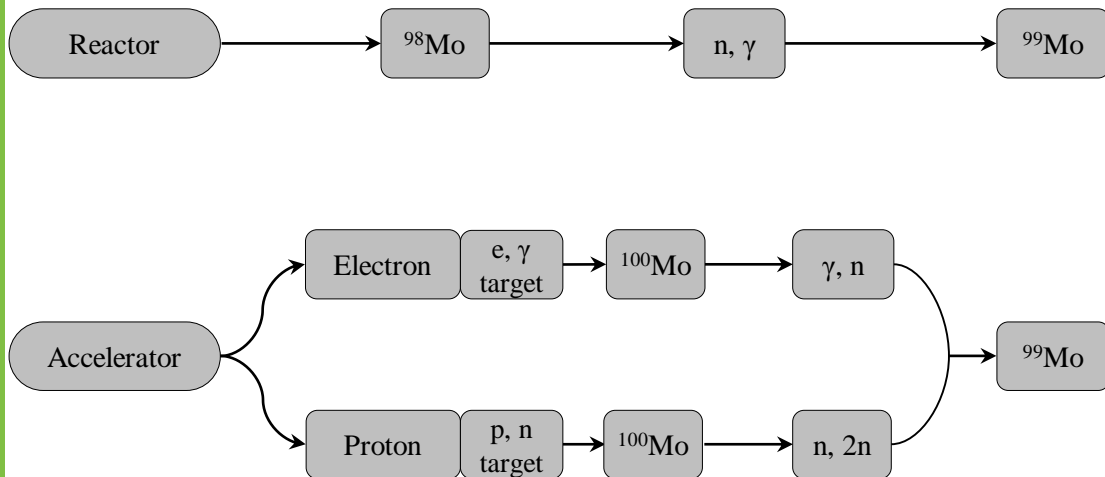 Reactor
⁹⁸Mo
n, γ
⁹⁹Mo
Electron
e, γ
target
¹⁰⁰Mo
γ, n
Accelerator
⁹⁹Mo
Proton
p, n
target
¹⁰⁰Mo
n, 2n